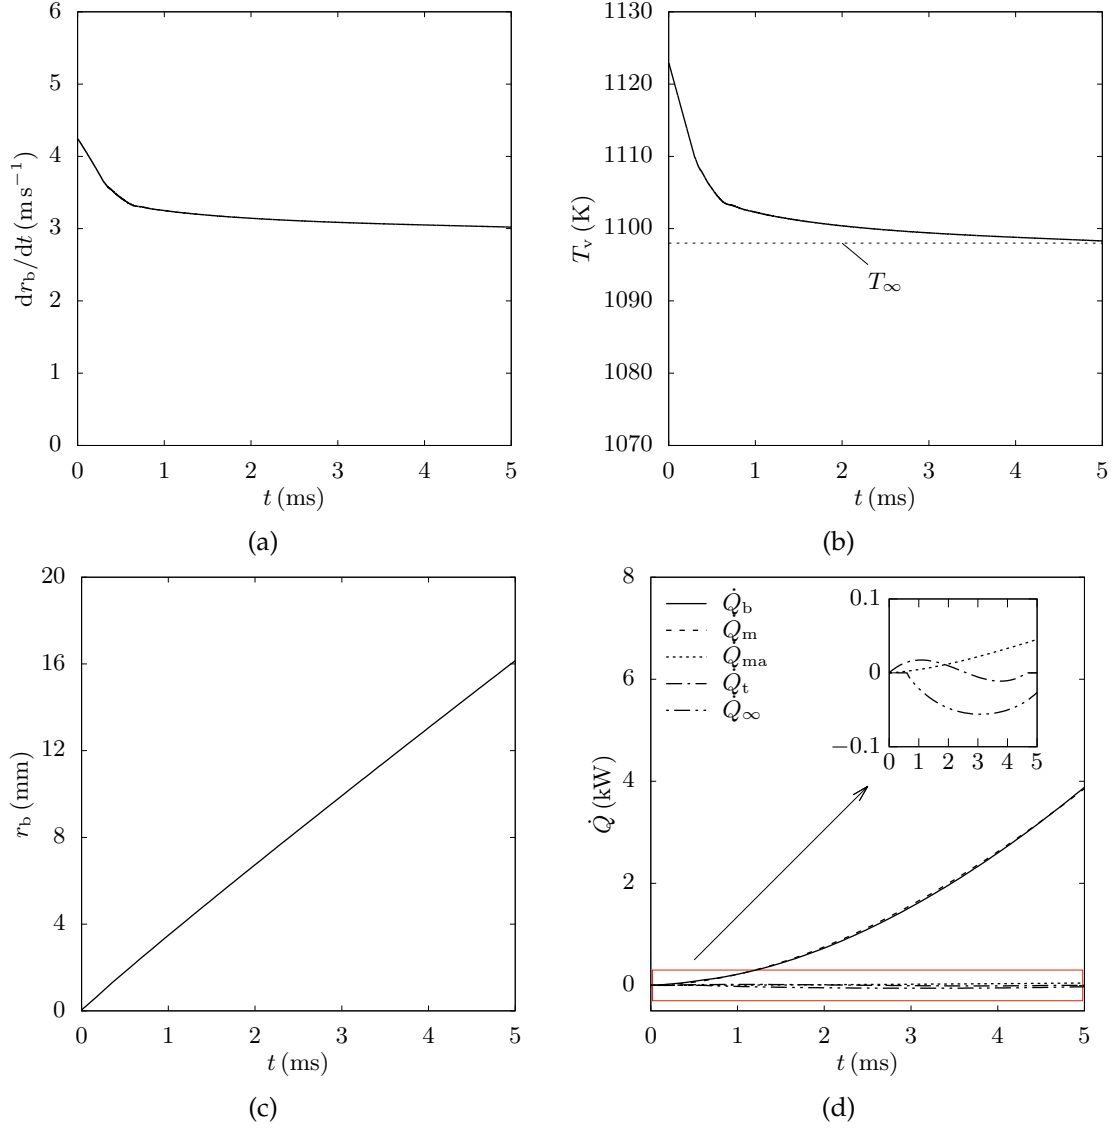 6
5
4
3
2
1
0
0 1 2 3 4 5
drb/dt (m s−1)
t (ms)
(a)
1130
1120
1110
1100
1090
1080
1070
0 1 2 3 4 5
Tv (K)
T∞
t (ms)
(b)
20
16
12
8
4
0
0 1 2 3 4 5
rb (mm)
t (ms)
(c)
8
6
4
2
0
0 1 2 3 4 5
Q̇ (kW)
t (ms)
Q̇b
Q̇m
Q̇ma
Q̇t
Q̇∞
0.1
0
−0.1
0 1 2 3 4 5
(d)